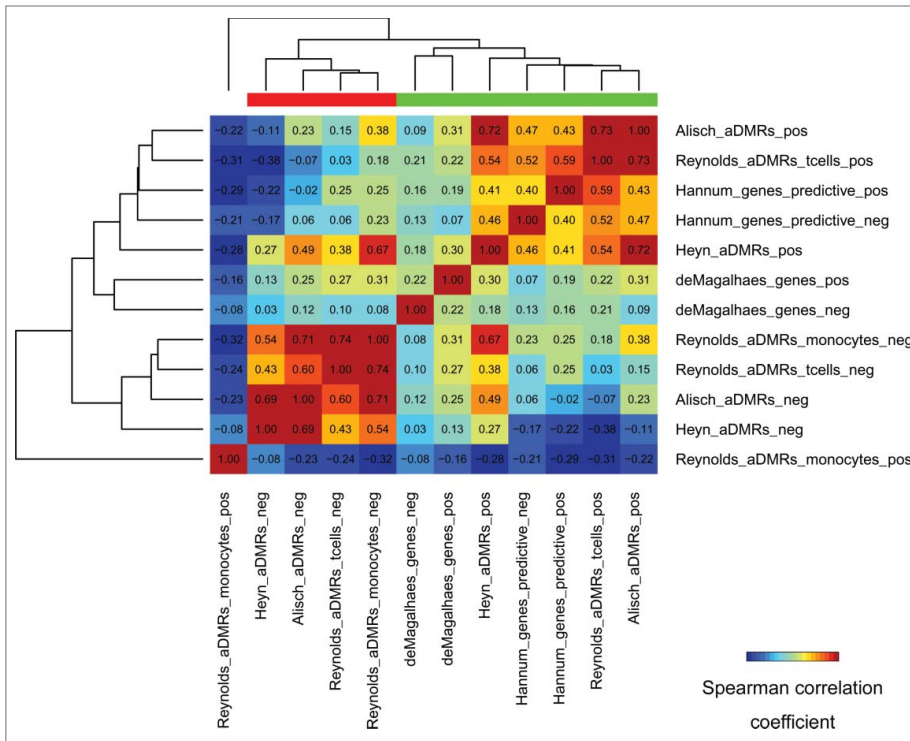 −0.22 −0.11 0.23 0.15 0.38 0.09 0.31 0.72 0.47 0.43 0.73 1.00 Alisch_aDMRs_pos
−0.31 −0.38 −0.07 0.03 0.18 0.21 0.22 0.54 0.52 0.59 1.00 0.73 Reynolds_aDMRs_tcells_pos
−0.29 −0.22 −0.02 0.25 0.25 0.16 0.19 0.41 0.40 1.00 0.59 0.43 Hannum_genes_predictive_pos
−0.21 −0.17 0.06 0.06 0.23 0.13 0.07 0.46 1.00 0.40 0.52 0.47 Hannum_genes_predictive_neg
−0.28 0.27 0.49 0.38 0.67 0.18 0.30 1.00 0.46 0.41 0.54 0.72 Heyn_aDMRs_pos
−0.16 0.13 0.25 0.27 0.31 0.22 1.00 0.30 0.07 0.19 0.22 0.31 deMagalhaes_genes_pos
−0.08 0.03 0.12 0.10 0.08 1.00 0.22 0.18 0.13 0.16 0.21 0.09 deMagalhaes_genes_neg
−0.32 0.54 0.71 0.74 1.00 0.08 0.31 0.67 0.23 0.25 0.18 0.38 Reynolds_aDMRs_monocytes_neg
−0.24 0.43 0.60 1.00 0.74 0.10 0.27 0.38 0.06 0.25 0.03 0.15 Reynolds_aDMRs_tcells_neg
−0.23 0.69 1.00 0.60 0.71 0.12 0.25 0.49 0.06 −0.02 −0.07 0.23 Alisch_aDMRs_neg
−0.08 1.00 0.69 0.43 0.54 0.03 0.13 0.27 −0.17 −0.22 −0.38 −0.11 Heyn_aDMRs_neg
1.00 −0.08 −0.23 −0.24 −0.32 −0.08 −0.16 −0.28 −0.21 −0.29 −0.31 −0.22 Reynolds_aDMRs_monocytes_pos
Reynolds_aDMRs_monocytes_pos
Heyn_aDMRs_neg
Alisch_aDMRs_neg
Reynolds_aDMRs_tcells_neg
Reynolds_aDMRs_monocytes_neg
deMagalhaes_genes_neg
deMagalhaes_genes_pos
Heyn_aDMRs_pos
Hannum_genes_predictive_neg
Hannum_genes_predictive_pos
Reynolds_aDMRs_tcells_pos
Alisch_aDMRs_pos
Spearman correlation
coefficient